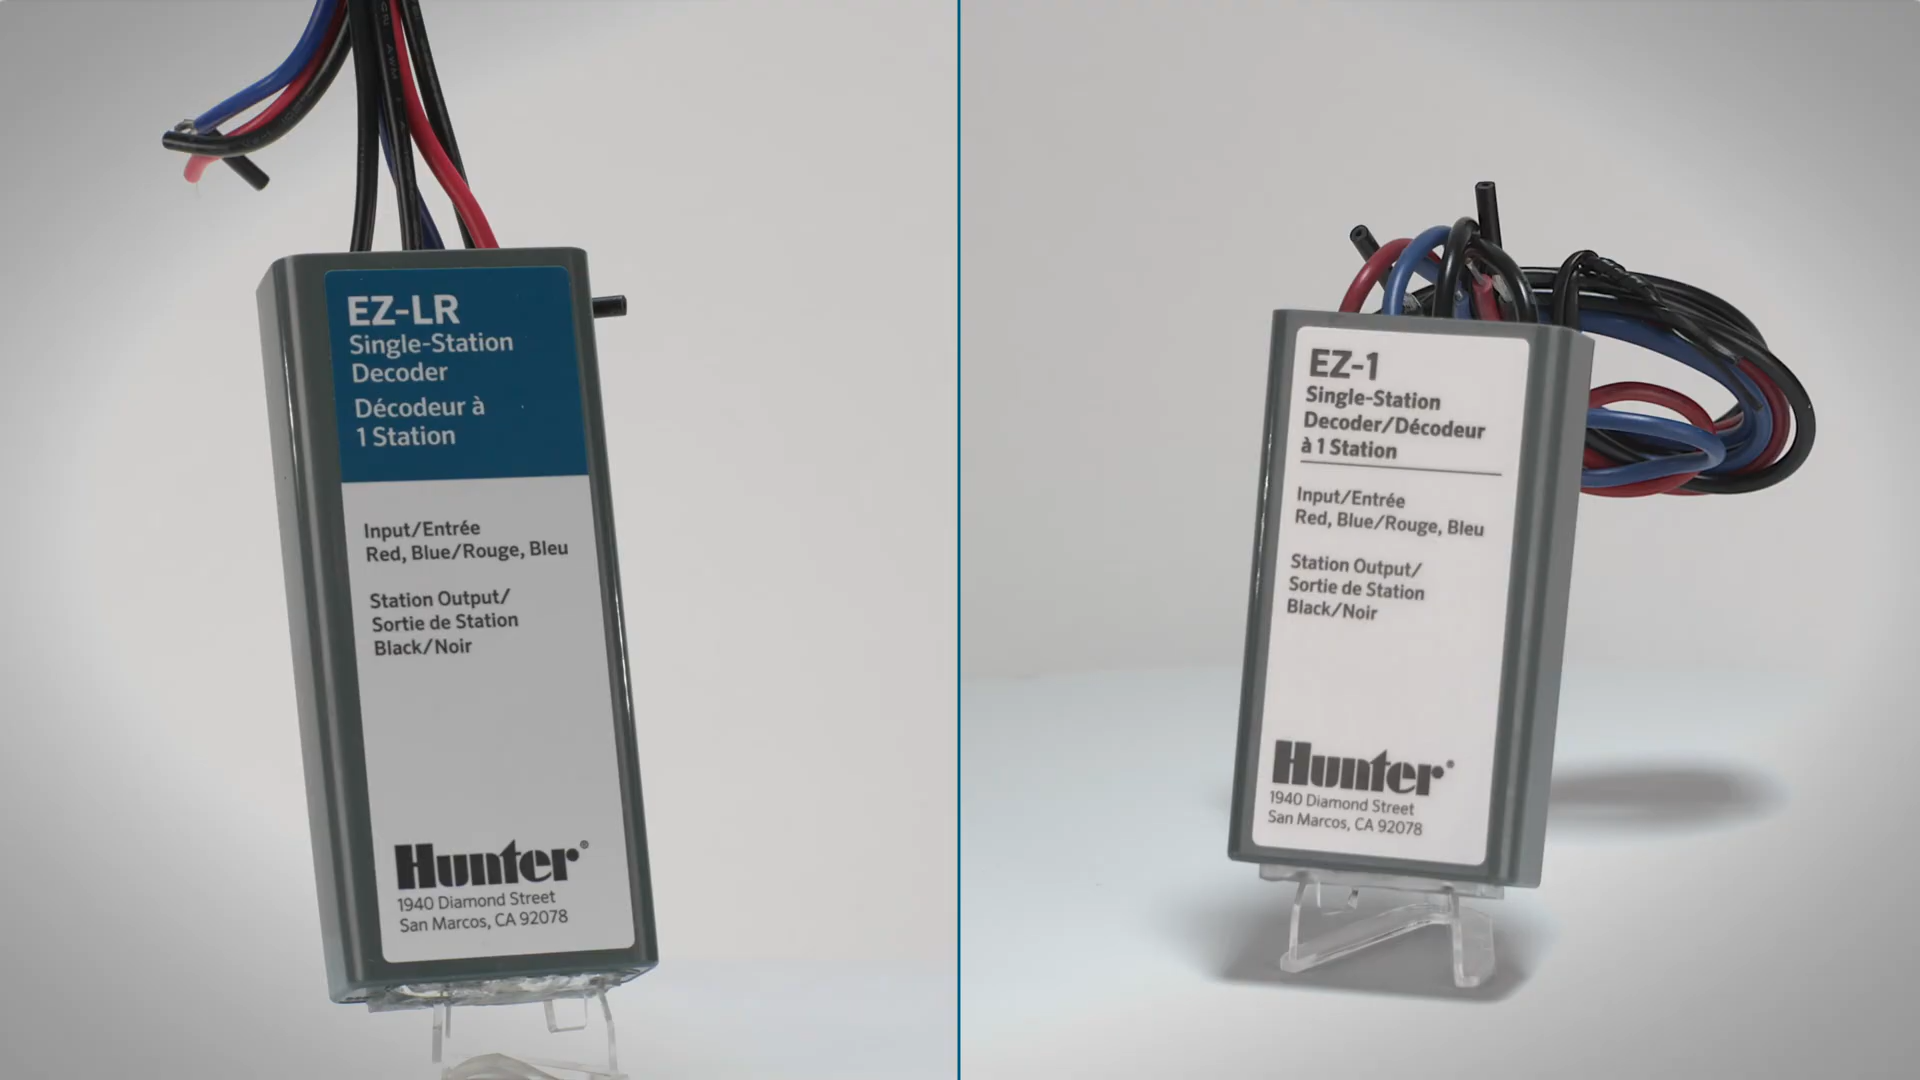 EZ-LR
Single-Station
Decoder
Décodeur à
1 Station
Input/Entrée
Red, Blue/Rouge, Bleu
Station Output/
Sortie de Station
Black/Noir
Hunter®
1940 Diamond Street
San Marcos, CA 92078
EZ-1
Single-Station
Decoder/Décodeur
à 1 Station
Input/Entrée
Red, Blue/Rouge, Bleu
Station Output/
Sortie de Station
Black/Noir
Hunter®
1940 Diamond Street
San Marcos, CA 92078